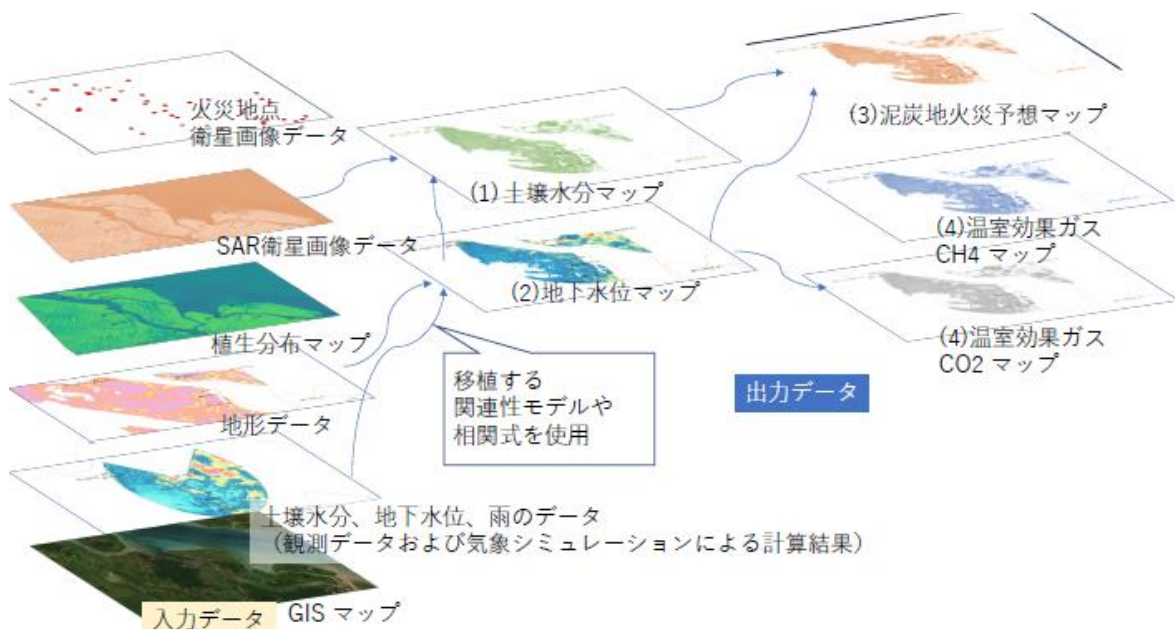 火災地点
衛星画像データ
SAR衛星画像データ
植生分布マップ
地形データ
土壌水分、地下水位、雨のデータ
（観測データおよび気象シミュレーションによる計算結果）
入力データ
GIS マップ
(1)土壌水分マップ
(2)地下水位マップ
移植する
関連性モデルや
相関式を使用
(3)泥炭地火災予想マップ
(4)温室効果ガス
CH4 マップ
(4)温室効果ガス
CO2 マップ
出力データ